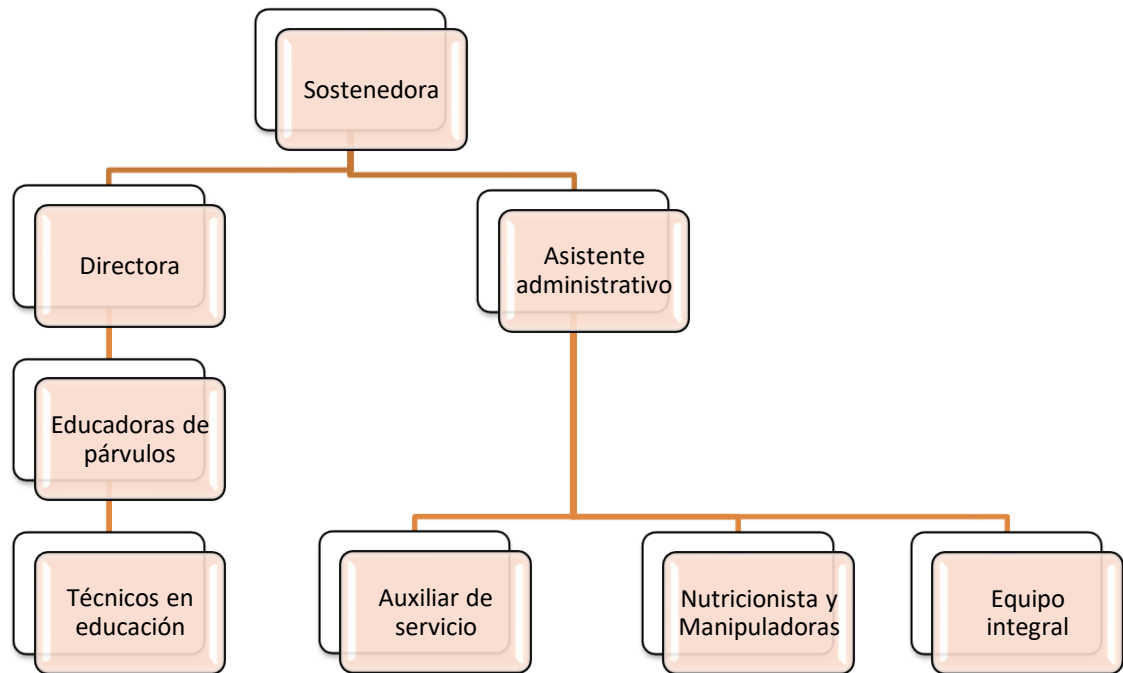 Sostenedora
Directora
Asistente
administrativo
Educadoras de
párvulos
Técnicos en
educación
Auxiliar de
servicio
Nutricionista y
Manipuladoras
Equipo
integral